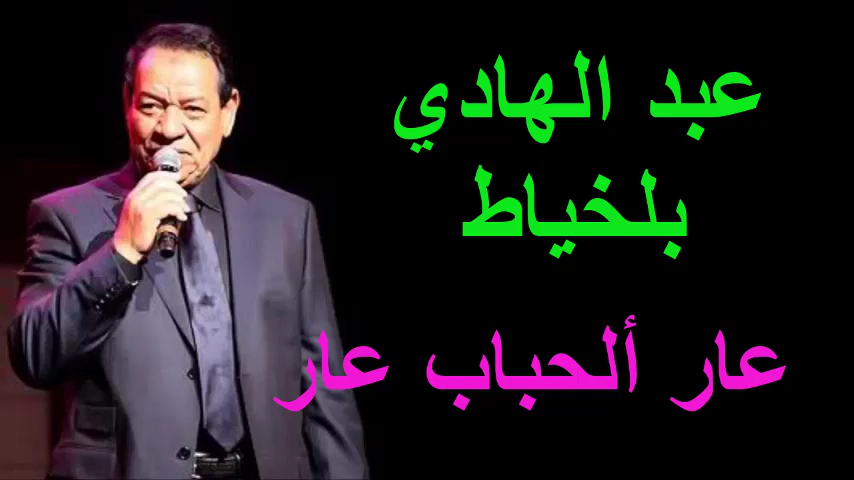 عبد الهادي
بلخياط
عار ألحباب عار